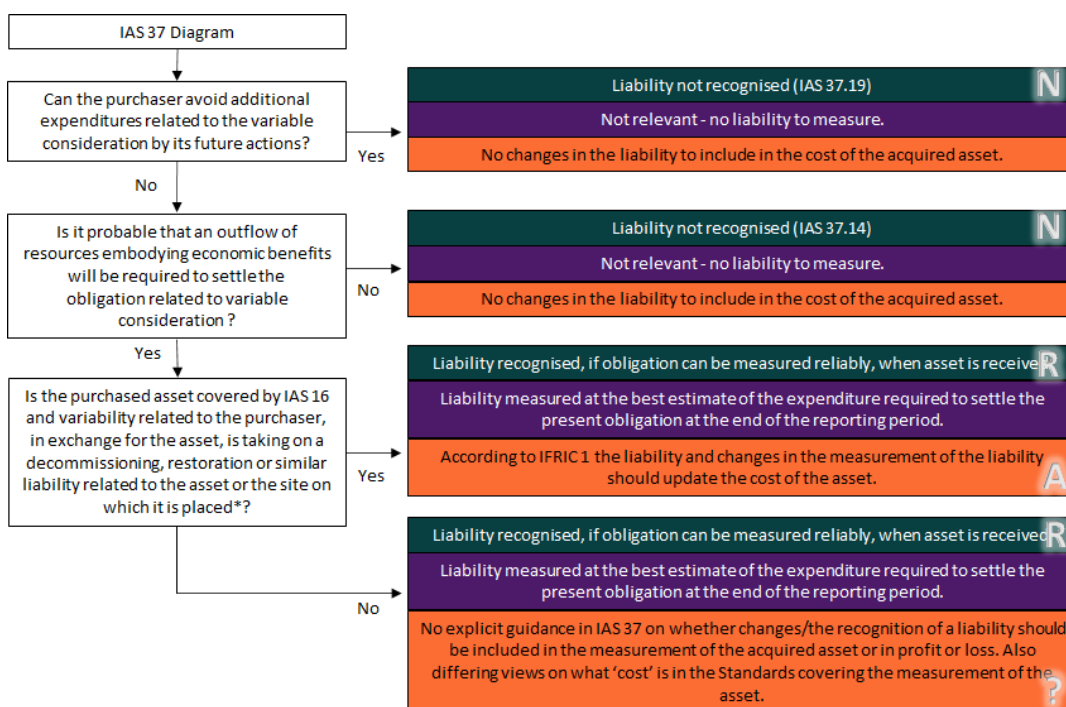 IAS 37 Diagram
Can the purchaser avoid additional
expenditures related to the variable
consideration by its future actions?
Yes
No
Liability not recognised (IAS 37.19)
N
Not relevant - no liability to measure.
No changes in the liability to include in the cost of the acquired asset.
Is it probable that an outflow of
resources embodying economic benefits
will be required to settle the
obligation related to variable
consideration ?
No
Yes
Liability not recognised (IAS 37.14)
N
Not relevant - no liability to measure.
No changes in the liability to include in the cost of the acquired asset.
Is the purchased asset covered by IAS 16
and variability related to the purchaser,
in exchange for the asset, is taking on a
decommissioning, restoration or similar
liability related to the asset or the site on
which it is placed*?
Yes
No
Liability recognised, if obligation can be measured reliably, when asset is received
R
Liability measured at the best estimate of the expenditure required to settle the
present obligation at the end of the reporting period.
According to IFRIC 1 the liability and changes in the measurement of the liability
should update the cost of the asset.
A
Liability recognised, if obligation can be measured reliably, when asset is received
R
Liability measured at the best estimate of the expenditure required to settle the
present obligation at the end of the reporting period.
No explicit guidance in IAS 37 on whether changes/the recognition of a liability should
be included in the measurement of the acquired asset or in profit or loss. Also
differing views on what ‘cost’ is in the Standards covering the measurement of the
asset.
?